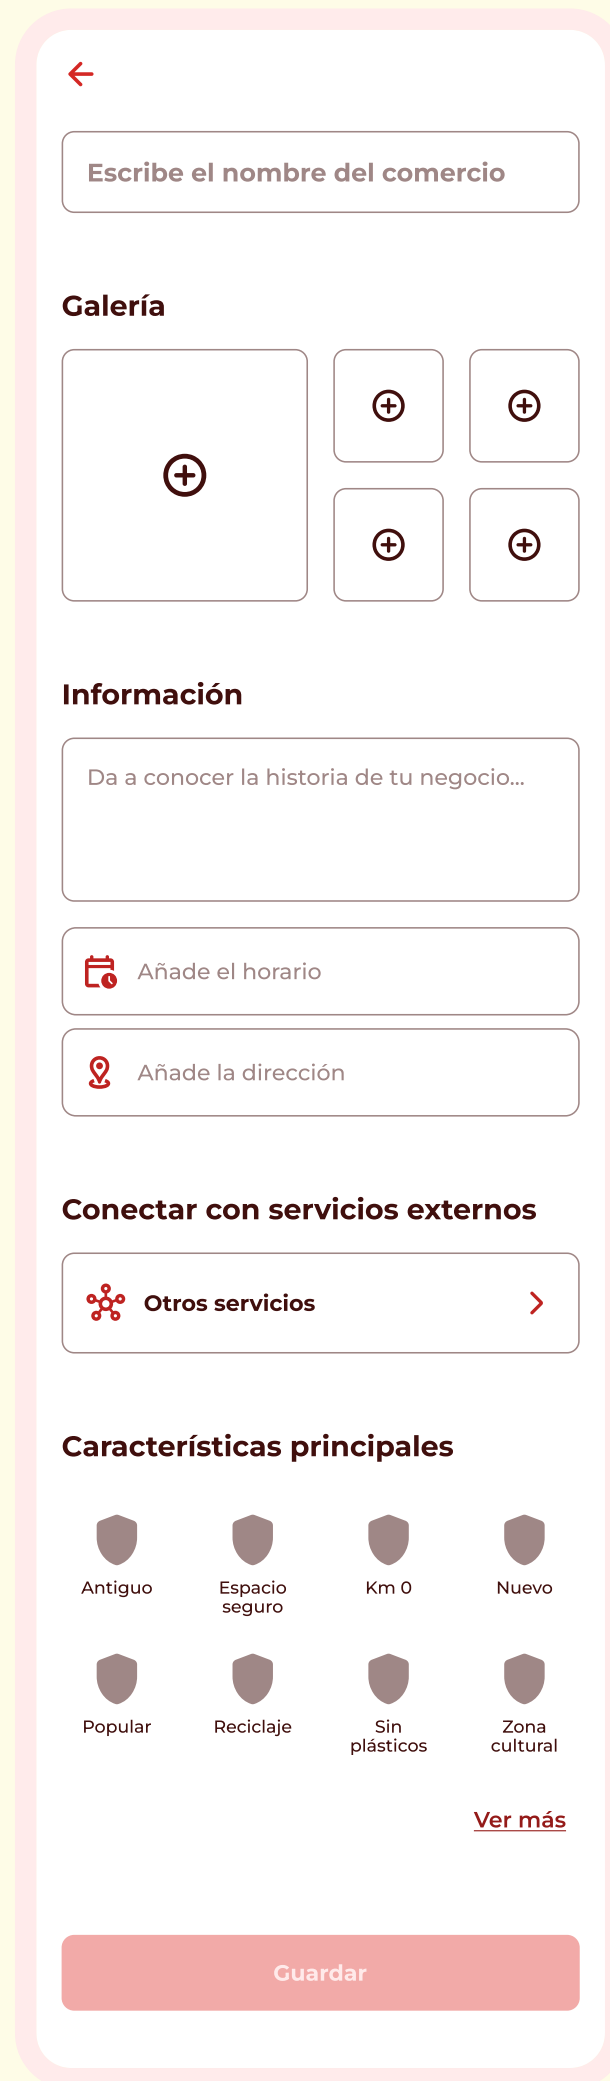 Escribe el nombre del comercio
Galería
Información
Da a conocer la historia de tu negocio...
Añade el horario
Añade la dirección
Conectar con servicios externos
Otros servicios
Características principales
Antiguo
Espacio
seguro
Km 0
Nuevo
Popular
Reciclaje
Sin
plásticos
Zona
cultural
Ver más
Guardar